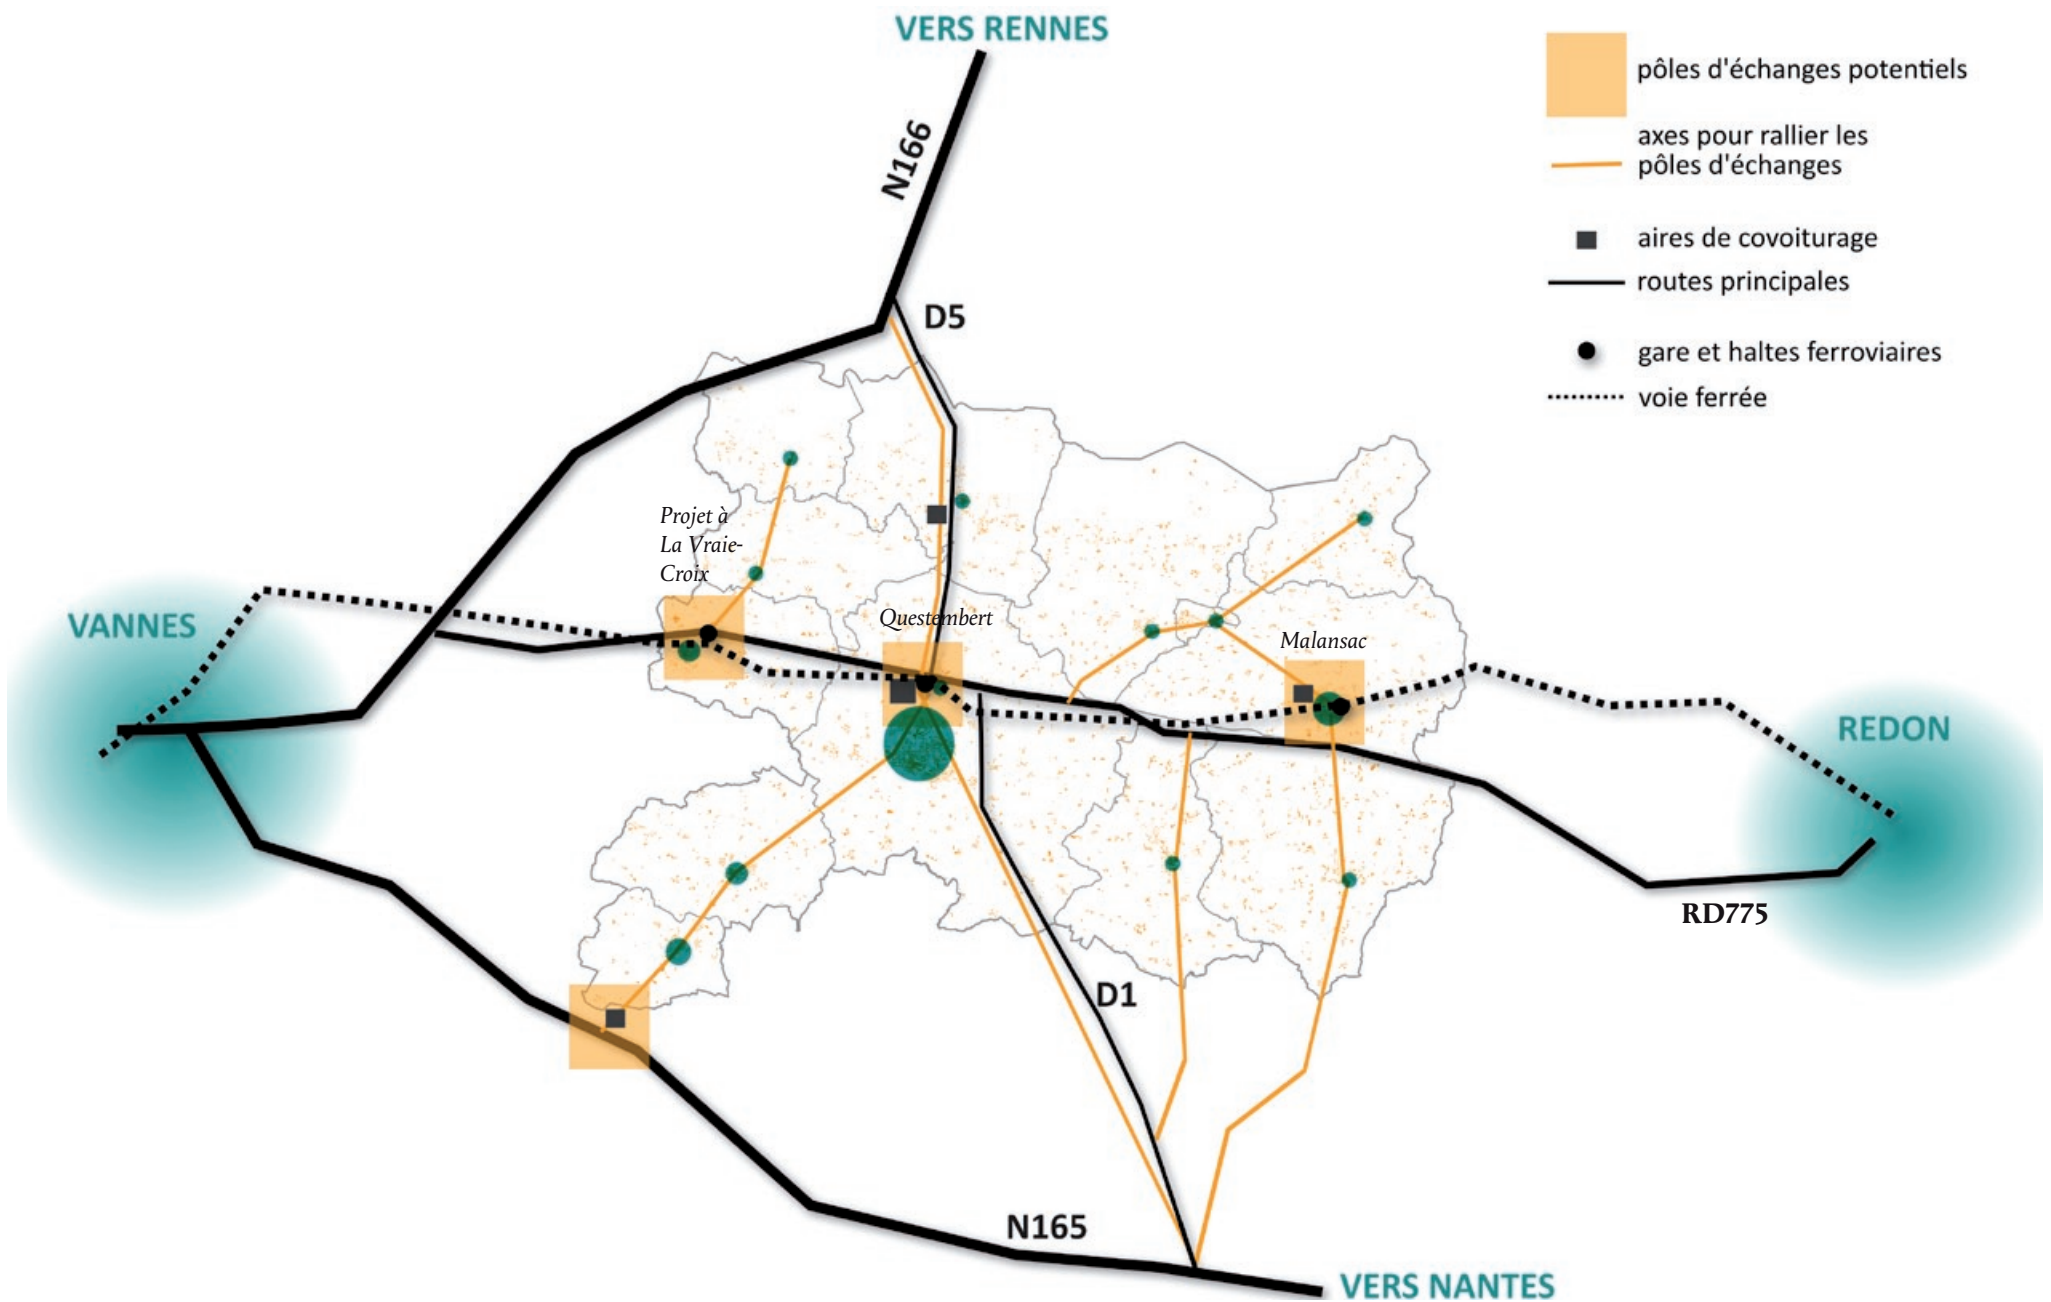 VERS RENNES
pôles d'échanges potentiels
axes pour rallier les
pôles d'échanges
aires de covoiturage
routes principales
gare et haltes ferroviaires
voie ferrée
N166
D5
Projet à
La Vraie-
Croix
VANNES
Questembert
Malansac
REDON
RD775
D1
N165
VERS NANTES